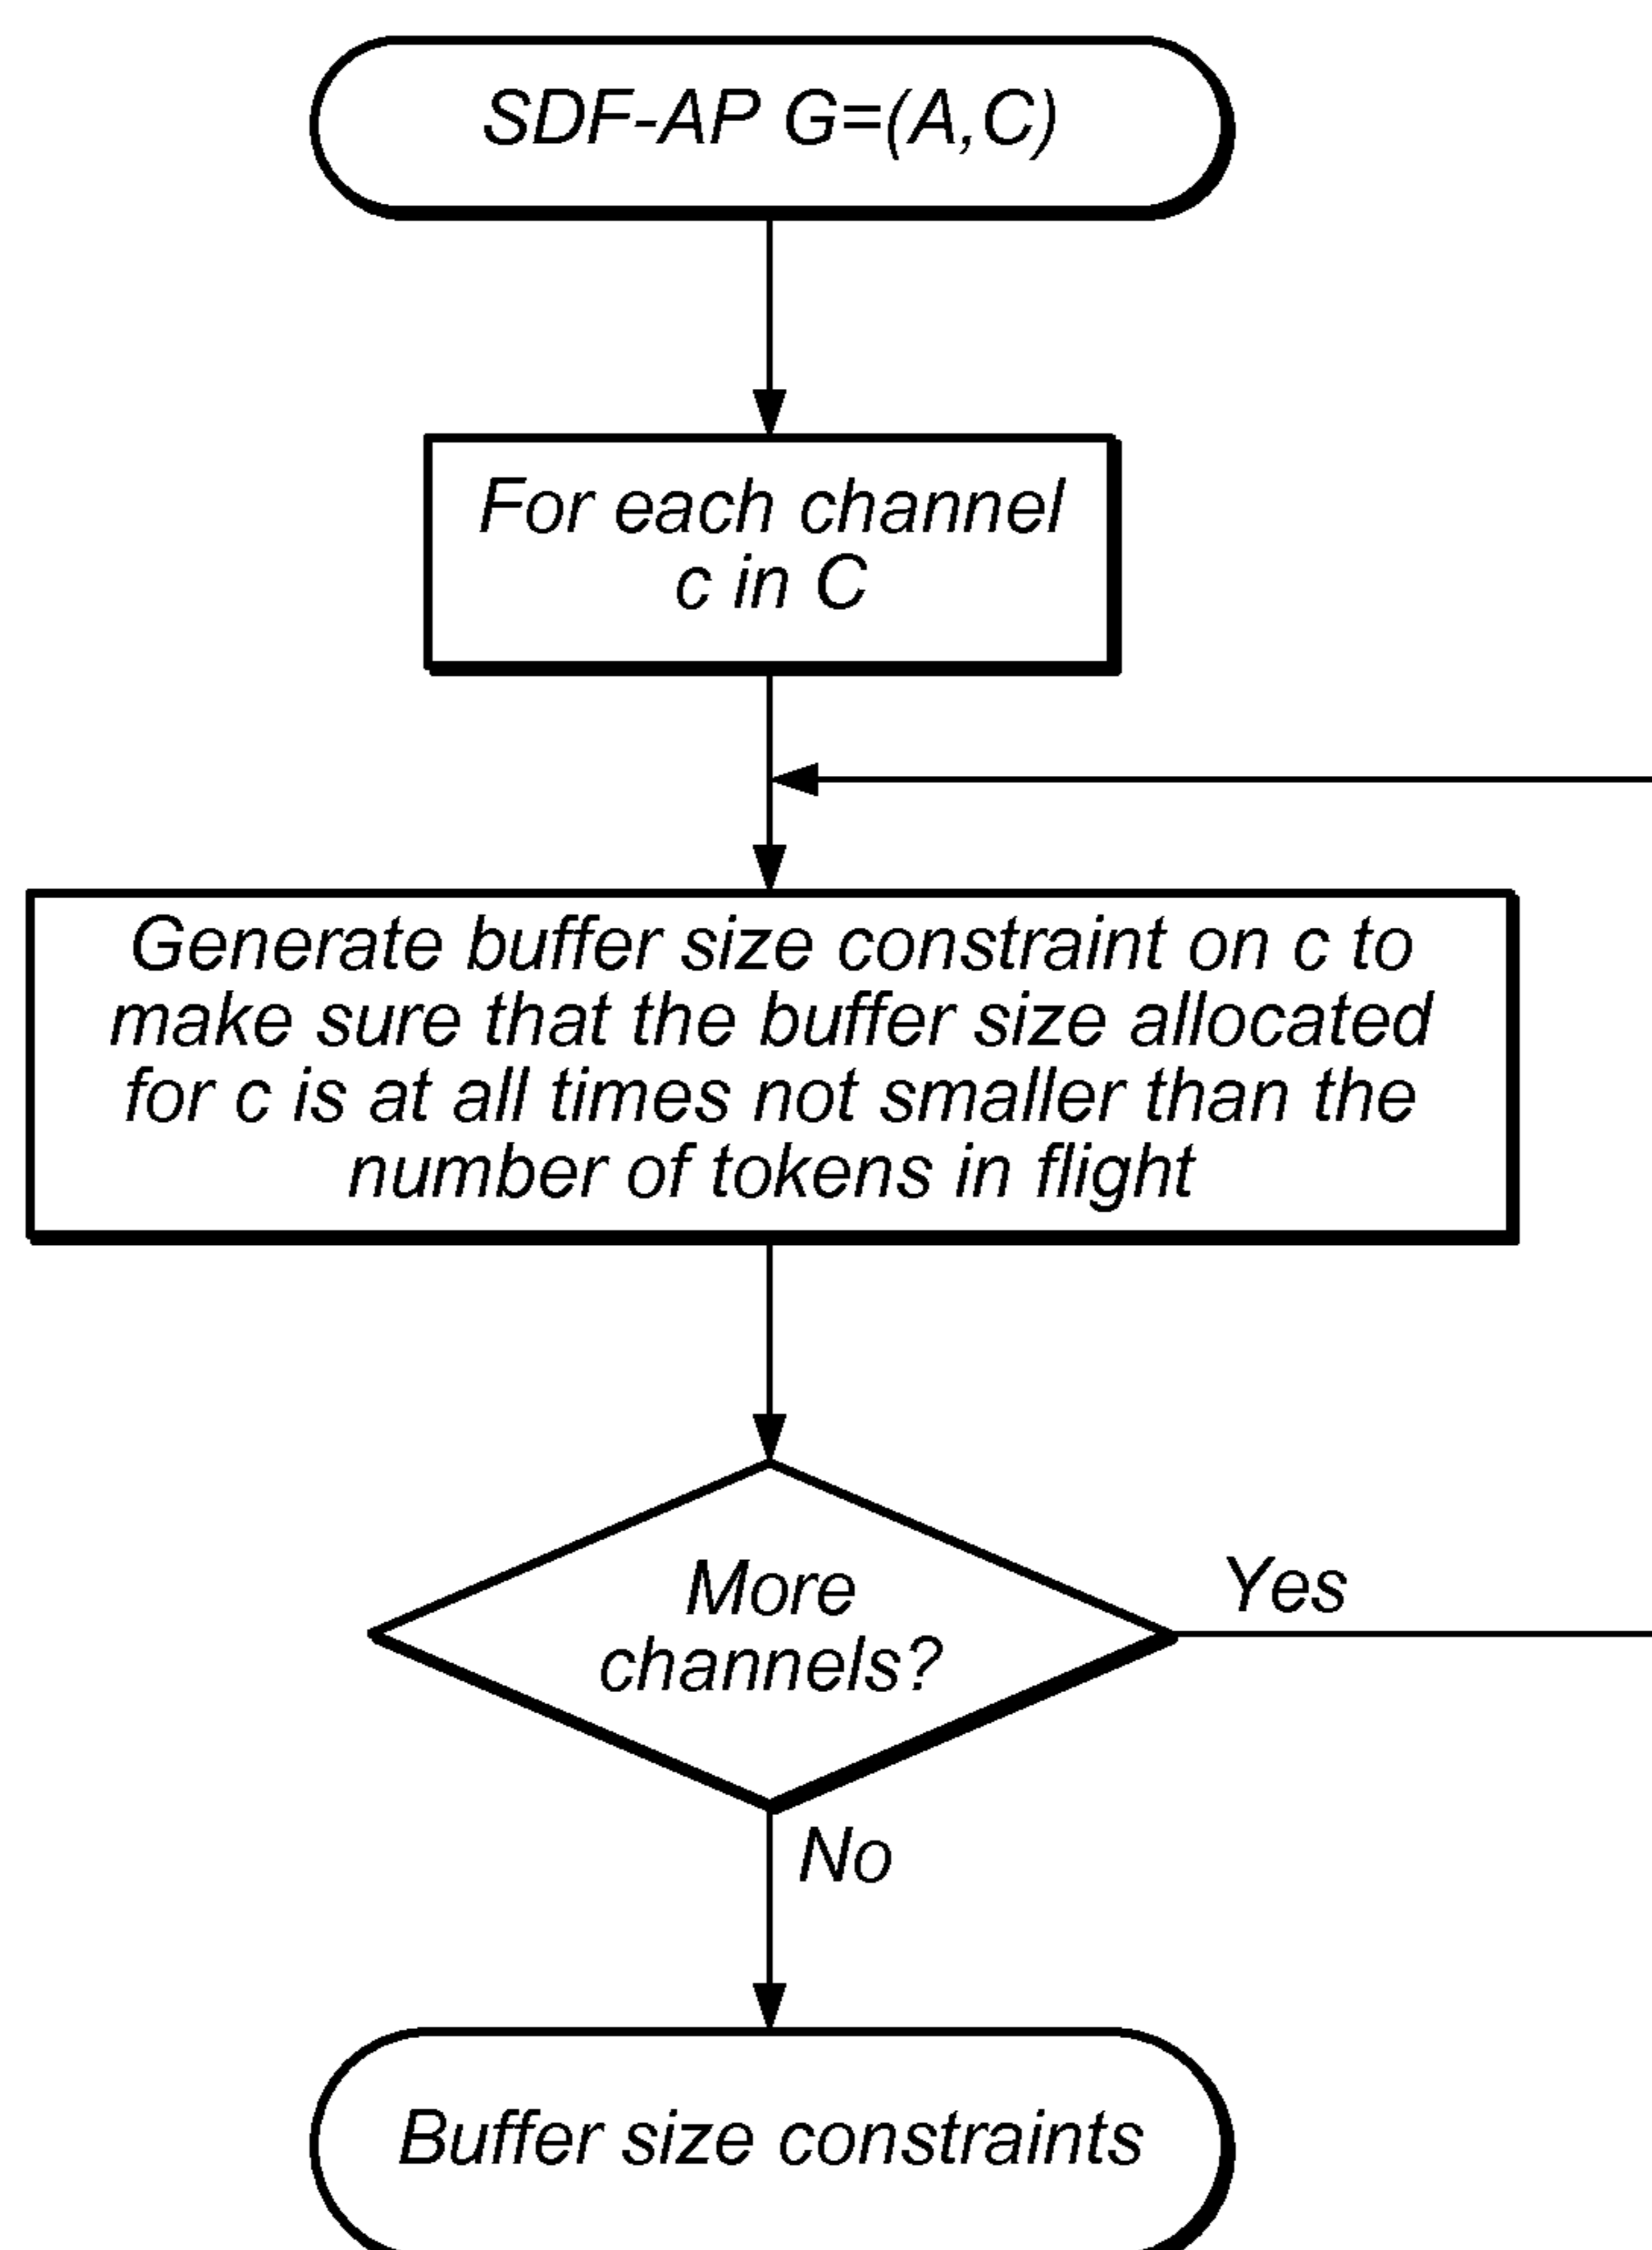 SDF-AP G=(A,C)
For each channel
c in C
Generate buffer size constraint on c to
make sure that the buffer size allocated
for c is at all times not smaller than the
number of tokens in flight
More
channels?
Yes
No
Buffer size constraints